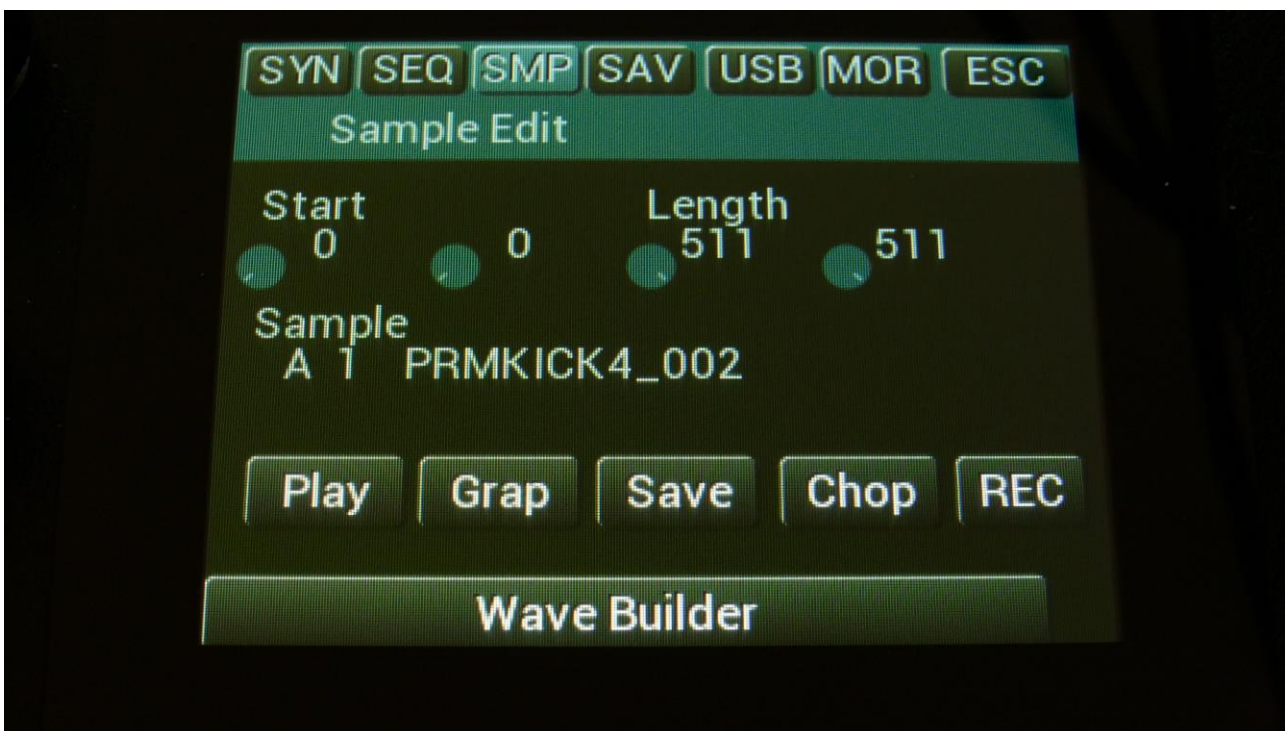 SYN SEQ SMP SAV USB MOR ESC
Sample Edit
Start Length
0 0 511 511
Sample
A 1 PRMKICK4_002
Play Grap Save Chop REC
Wave Builder